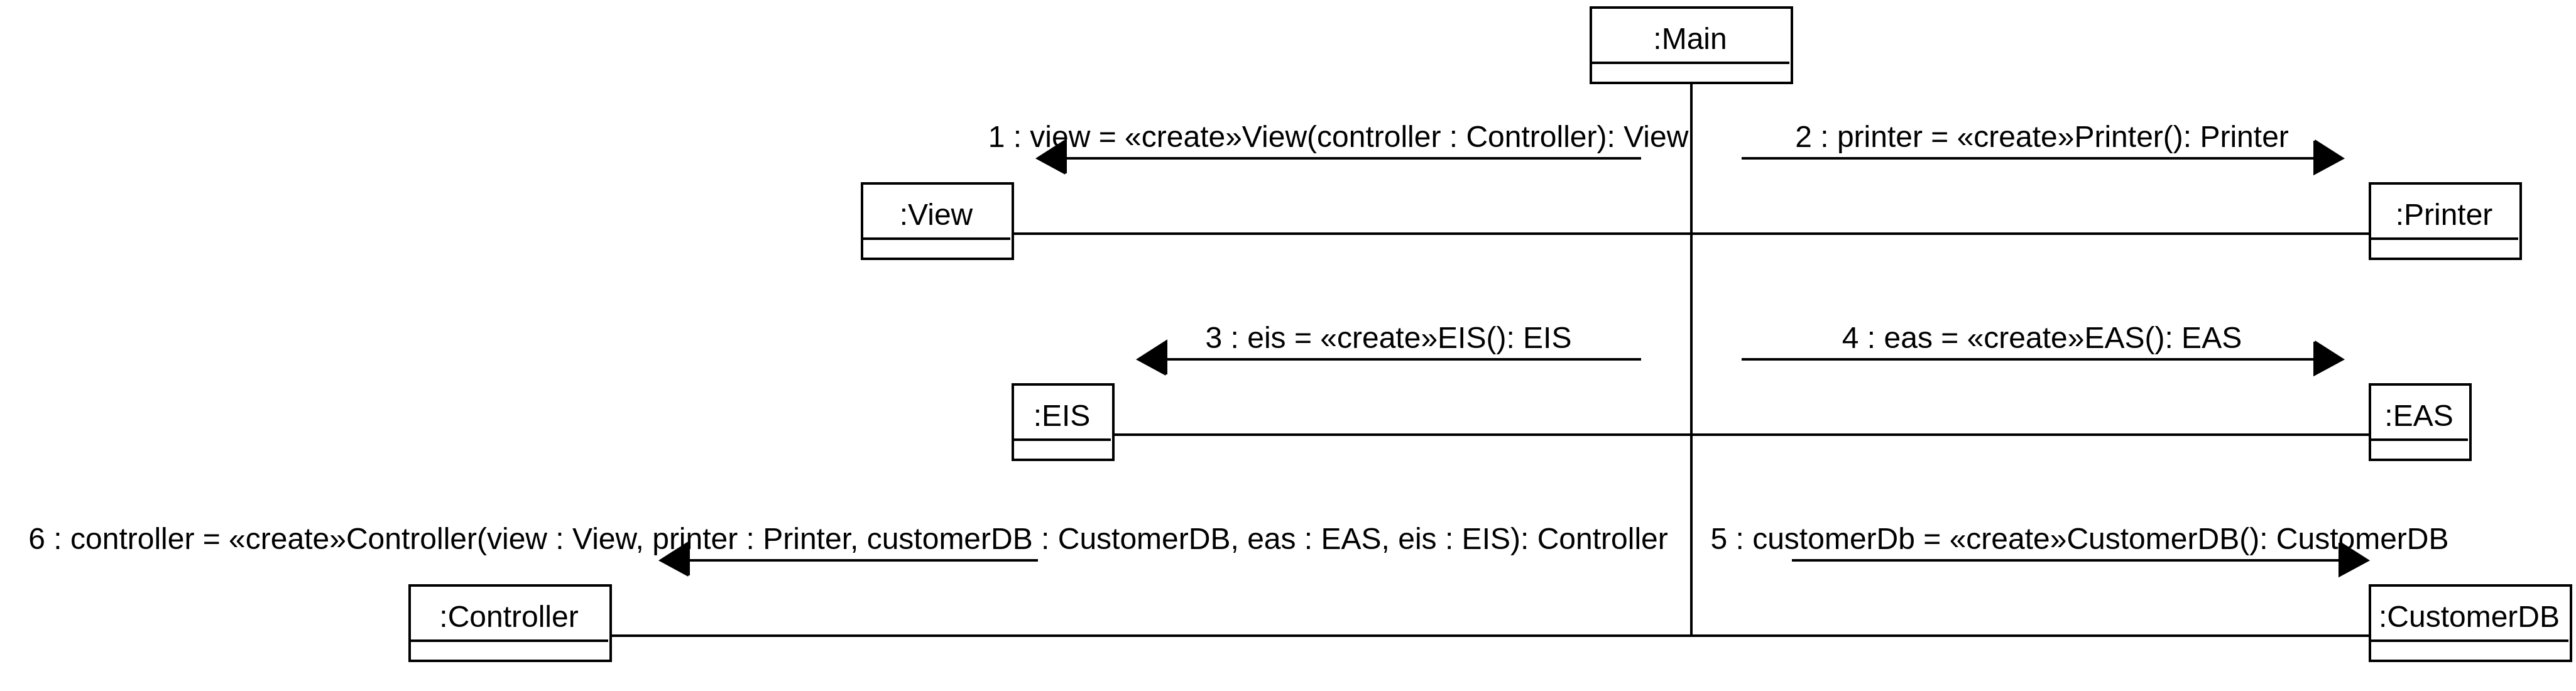 :Main
1 : view = «create»View(controller : Controller): View
2 : printer = «create»Printer(): Printer
:View
:Printer
3 : eis = «create»EIS(): EIS
4 : eas = «create»EAS(): EAS
:EIS
:EAS
6 : controller = «create»Controller(view : View, printer : Printer, customerDB : CustomerDB, eas : EAS, eis : EIS): Controller
5 : customerDb = «create»CustomerDB(): CustomerDB
:Controller
:CustomerDB